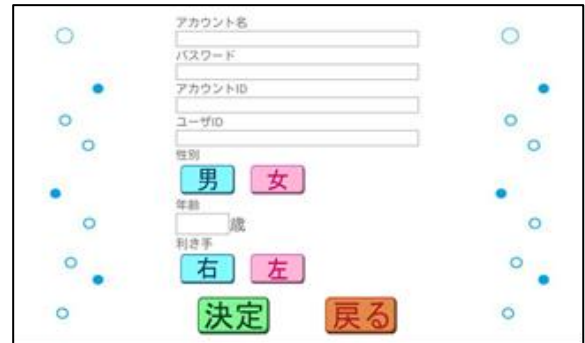 アカウント名
パスワード
アカウントID
ユーザID
性別
男 女
年齢
歳
利き手
右 左
決定 戻る